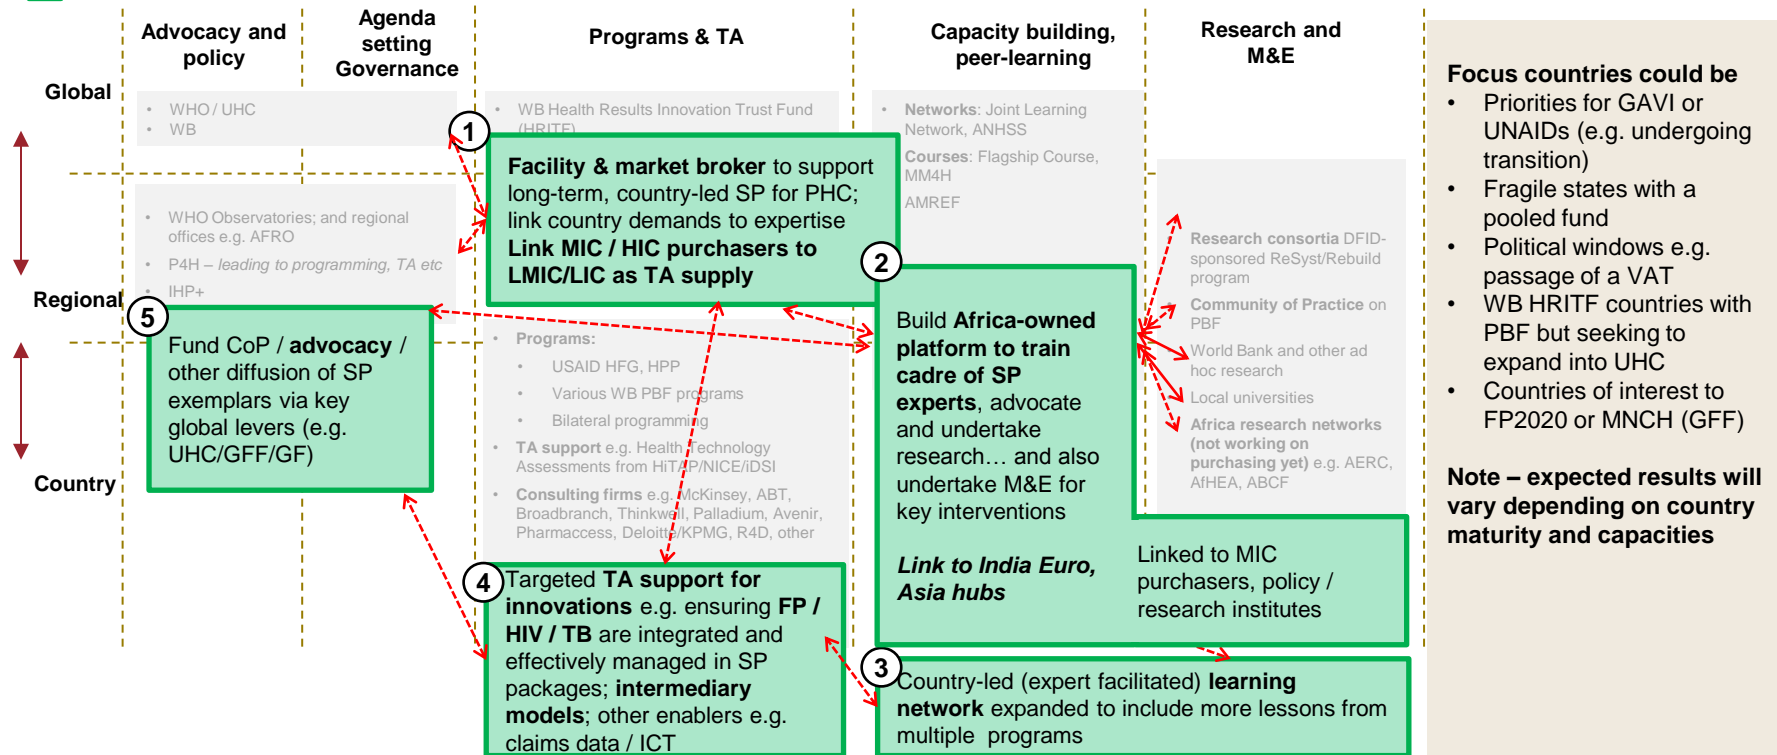 Advocacy and
policy
Agenda
setting
Governance
Programs & TA
Capacity building,
peer-learning
Research and
M&E
Global
Regional
Country
• WHO / UHC
• WB
• WHO Observatories; and regional
offices e.g. AFRO
• P4H – leading to programming, TA etc
• IHP+
• WB Health Results Innovation Trust Fund
(HRITF)
1
Facility & market broker to support
long-term, country-led SP for PHC;
link country demands to expertise
Link MIC / HIC purchasers to
LMIC/LIC as TA supply
• Programs:
• USAID HFG, HPP
• Various WB PBF programs
• Bilateral programming
• TA support e.g. Health Technology
Assessments from HiTAP/NICE/iDSI
• Consulting firms e.g. McKinsey, ABT,
Broadbranch, Thinkwell, Palladium, Avenir,
Pharmaccess, Deloitte/KPMG, R4D, other
• Networks: Joint Learning
Network, ANHSS
Courses: Flagship Course,
MM4H
AMREF
2
Build Africa-owned
platform to train
cadre of SP
experts, advocate
and undertake
research… and also
undertake M&E for
key interventions
Link to India Euro,
Asia hubs
Linked to MIC
purchasers, policy /
research institutes
Research consortia DFID-
sponsored ReSyst/Rebuild
program
• Community of Practice on
PBF
World Bank and other ad
hoc research
• Local universities
Africa research networks
(not working on
purchasing yet) e.g. AERC,
AfHEA, ABCF
5
Fund CoP / advocacy /
other diffusion of SP
exemplars via key
global levers (e.g.
UHC/GFF/GF)
4
Targeted TA support for
innovations e.g. ensuring FP /
HIV / TB are integrated and
effectively managed in SP
packages; intermediary
models; other enablers e.g.
claims data / ICT
3
Country-led (expert facilitated) learning
network expanded to include more lessons from
multiple programs
Focus countries could be
• Priorities for GAVI or
UNAIDs (e.g. undergoing
transition)
• Fragile states with a
pooled fund
• Political windows e.g.
passage of a VAT
• WB HRITF countries with
PBF but seeking to
expand into UHC
• Countries of interest to
FP2020 or MNCH (GFF)
Note – expected results will
vary depending on country
maturity and capacities